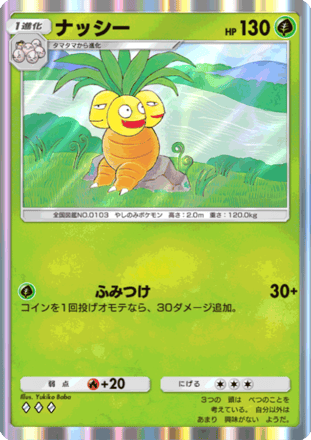 1進化
ナッシー
HP 130
タマタマから進化
全国図鑑NO.0103 やしのみポケモン 高さ:2.0m 重さ:120.0kg
ふみつけ 30+
コインを1回投げオモテなら、30ダメージ追加。
弱点 +20
にげる
Illus. Yukiko Baba
3つの 頭は べつのことを
考えている。自分以外には
あまり 興味がない ようだ。